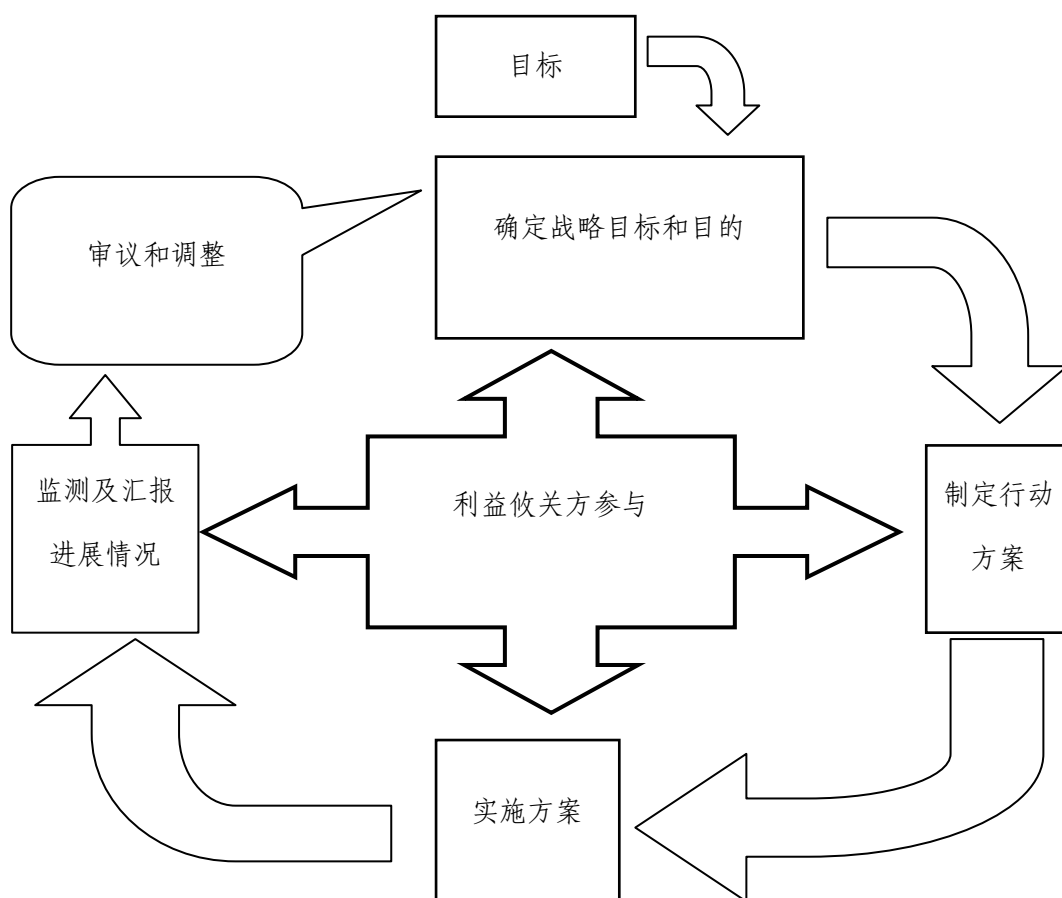 目标
确定战略目标和目的
审议和调整
监测及汇报
进展情况
利益攸关方参与
制定行动
方案
实施方案